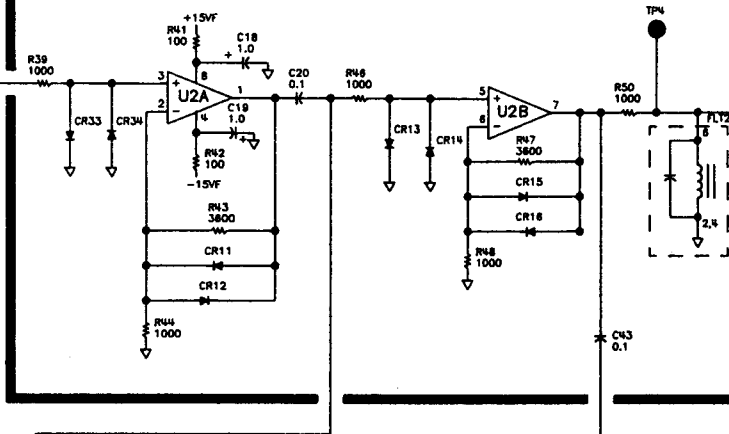 TP4
+15VF
R41
100
C18
1.0
+
R39
1000
3
+
8
U2A
1
2
−
4
C19
1.0
+
R42
100
−15VF
CR33
CR34
C20
0.1
R46
1000
5
+
7
U2B
6
−
CR13
CR14
R47
3600
CR15
CR16
R50
1000
FLT2
6
2,4
R43
3600
CR11
CR12
R44
1000
R48
1000
C43
0.1